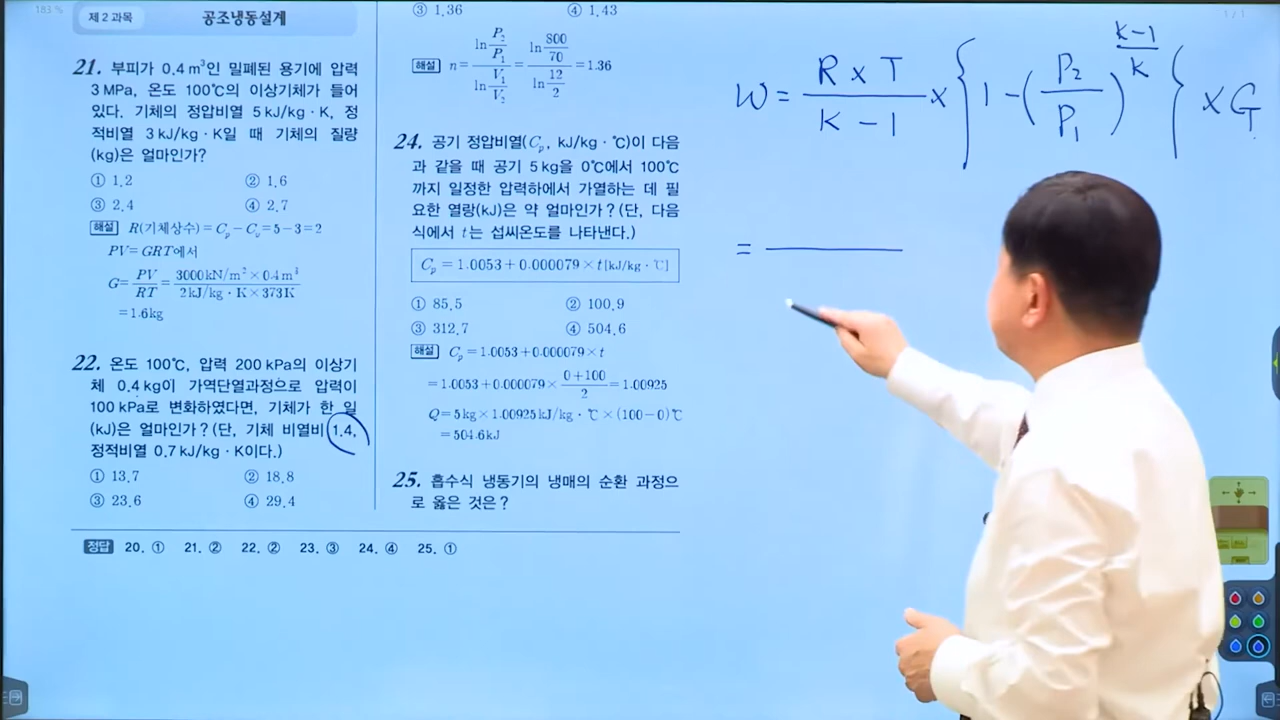 183 %
1 / 1
제 2 과목 공조냉동설계
21. 부피가 0.4 m³인 밀폐된 용기에 압력
3 MPa, 온도 100℃의 이상기체가 들어
있다. 기체의 정압비열 5 kJ/kg · K, 정
적비열 3 kJ/kg · K일 때 기체의 질량
(kg)은 얼마인가?
① 1.2 ② 1.6
③ 2.4 ④ 2.7
해설 R(기체상수) = Cp − Cv = 5 − 3 = 2
PV = GRT에서
G = PV/RT = 3000 kN/m² × 0.4 m³ / 2 kJ/kg · K × 373 K
= 1.6 kg
22. 온도 100℃, 압력 200 kPa의 이상기
체 0.4 kg이 가역단열과정으로 압력이
100 kPa로 변화하였다면, 기체가 한 일
(kJ)은 얼마인가? (단, 기체 비열비 1.4,
정적비열 0.7 kJ/kg · K이다.)
① 13.7 ② 18.8
③ 23.6 ④ 29.4
③ 1.36 ④ 1.43
해설 n = ln P₂/P₁ / ln V₁/V₂ = ln 800/70 / ln 12/2 = 1.36
24. 공기 정압비열(Cp, kJ/kg · ℃)이 다음
과 같을 때 공기 5 kg을 0℃에서 100℃
까지 일정한 압력하에서 가열하는 데 필
요한 열량(kJ)은 약 얼마인가? (단, 다음
식에서 t는 섭씨온도를 나타낸다.)
Cp = 1.0053 + 0.000079 × t [kJ/kg · ℃]
① 85.5 ② 100.9
③ 312.7 ④ 504.6
해설 Cp = 1.0053 + 0.000079 × t
= 1.0053 + 0.000079 × (0+100)/2 = 1.00925
Q = 5 kg × 1.00925 kJ/kg · ℃ × (100 − 0)℃
= 504.6 kJ
25. 흡수식 냉동기의 냉매의 순환 과정으
로 옳은 것은?
정답 20. ① 21. ② 22. ② 23. ③ 24. ④ 25. ①
W = R × T / K − 1 × { 1 − (P₂/P₁)^(K−1/K) } × G
=